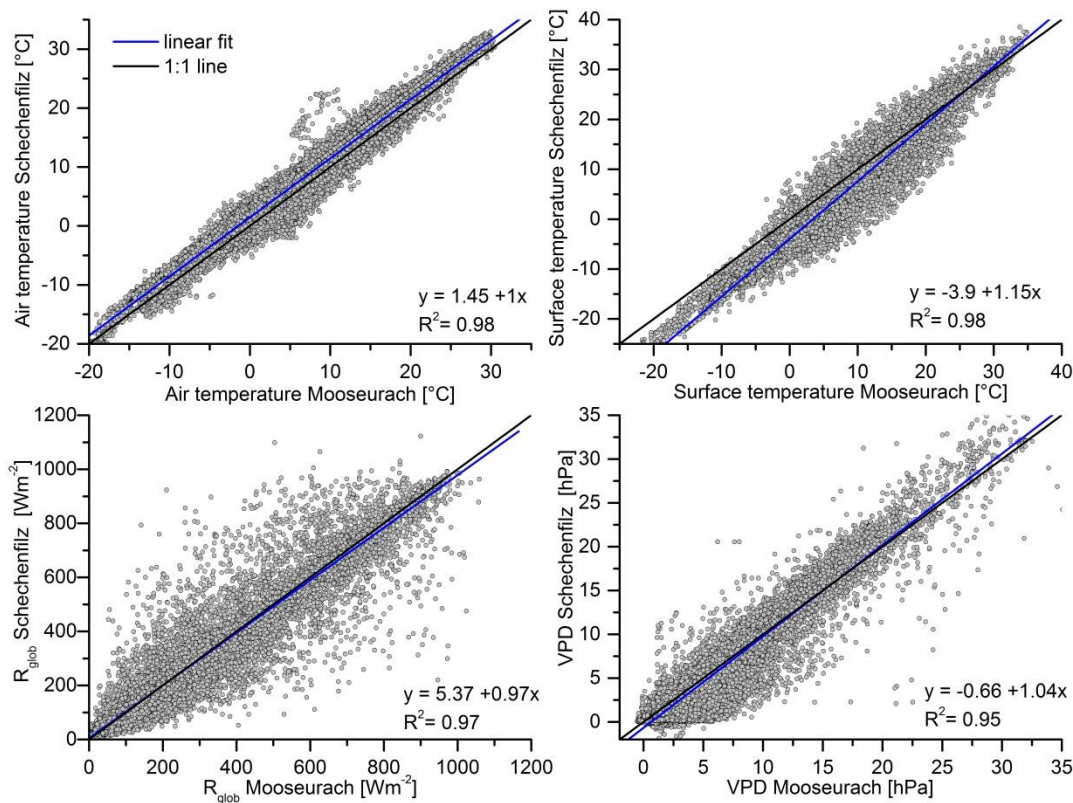 linear fit
1:1 line
Air temperature Schechenfilz [°C]
30
20
10
0
-10
-20
y = 1.45 +1x
R²= 0.98
-20 -10 0 10 20 30
Air temperature Mooseurach [°C]
Surface temperature Schechenfilz [°C]
40
30
20
10
0
-10
-20
y = -3.9 +1.15x
R²= 0.98
-20 -10 0 10 20 30 40
Surface temperature Mooseurach [°C]
R_glob Schechenfilz [Wm⁻²]
1200
1000
800
600
400
200
0
y = 5.37 +0.97x
R²= 0.97
0 200 400 600 800 1000 1200
R_glob Mooseurach [Wm⁻²]
VPD Schechenfilz [hPa]
35
30
25
20
15
10
5
0
y = -0.66 +1.04x
R²= 0.95
0 5 10 15 20 25 30 35
VPD Mooseurach [hPa]